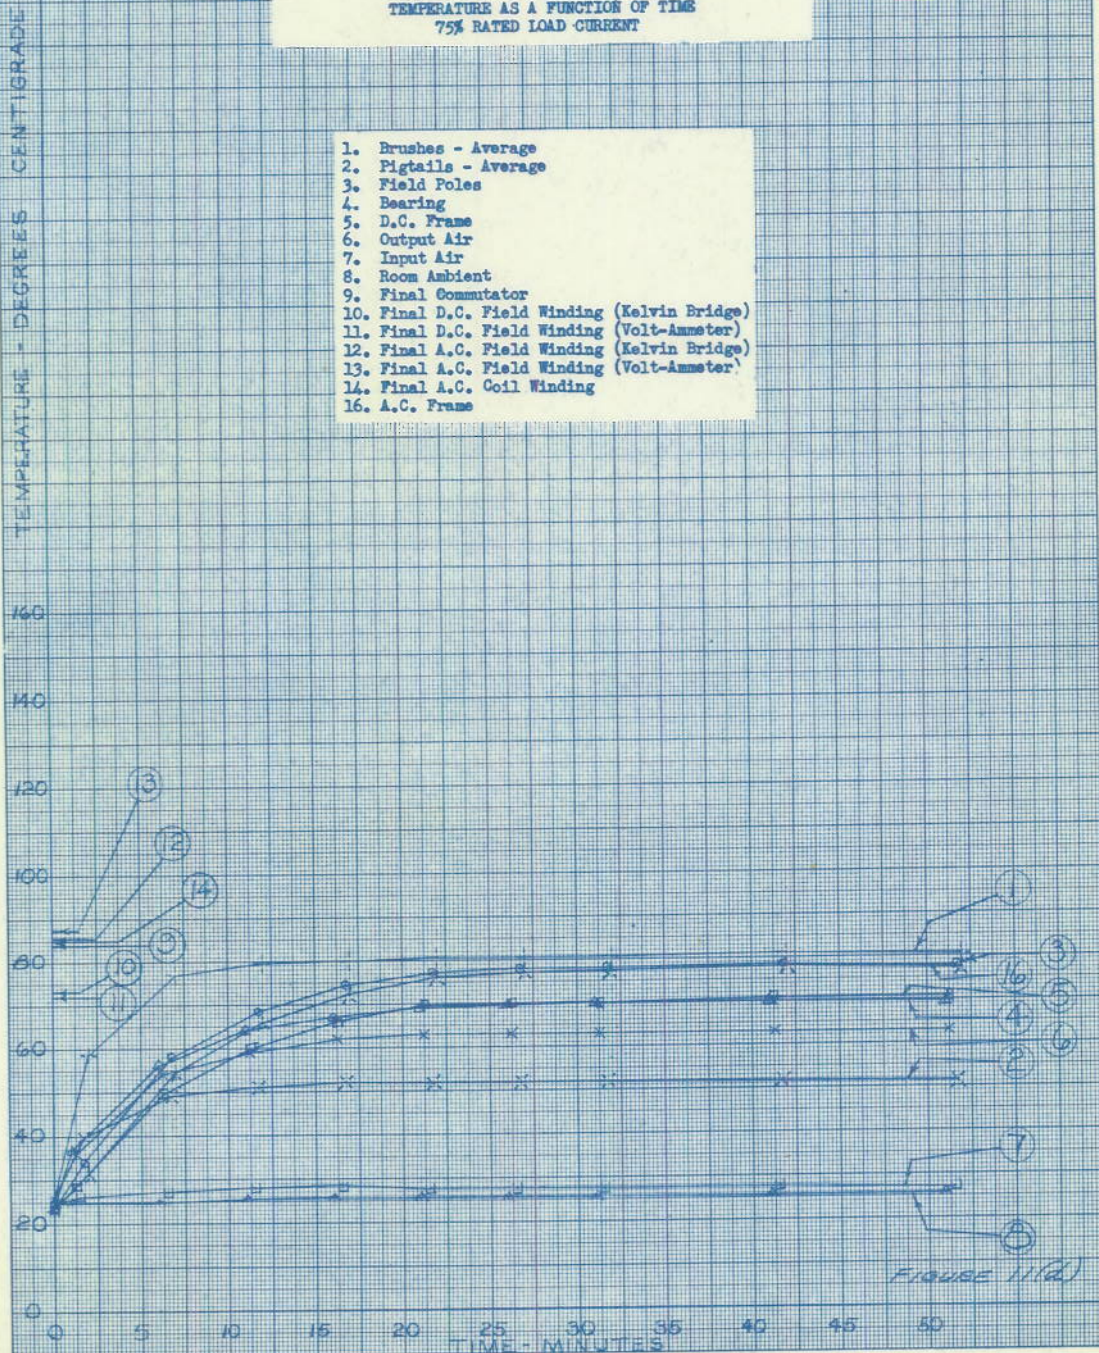 TEMPERATURE AS A FUNCTION OF TIME
75% RATED LOAD CURRENT
TEMPERATURE - DEGREES CENTIGRADE
1. Brushes - Average
2. Pigtails - Average
3. Field Poles
4. Bearing
5. D.C. Frame
6. Output Air
7. Input Air
8. Room Ambient
9. Final Commutator
10. Final D.C. Field Winding (Kelvin Bridge)
11. Final D.C. Field Winding (Volt-Ammeter)
12. Final A.C. Field Winding (Kelvin Bridge)
13. Final A.C. Field Winding (Volt-Ammeter)
14. Final A.C. Coil Winding
16. A.C. Frame
160
140
120
100
80
60
40
20
0
13
12
14
9
10
11
1
3
16
5
4
6
2
7
8
FIGURE 11(d)
0 5 10 15 20 25 30 35 40 45 50
TIME - MINUTES